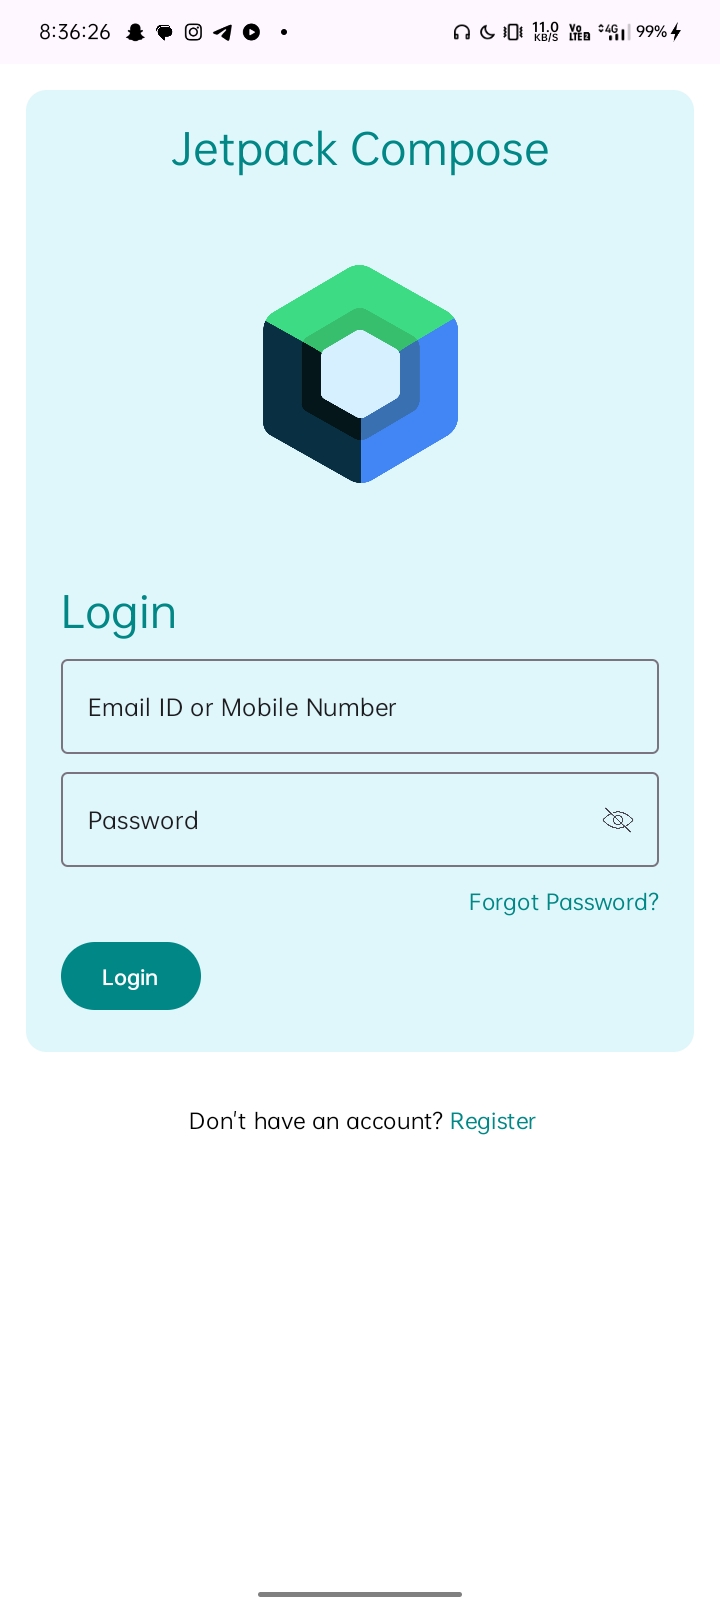 8:36:26 11.0 KB/S Vo LTE 4G 99%
Jetpack Compose
Login
Email ID or Mobile Number
Password
Forgot Password?
Login
Don't have an account? Register